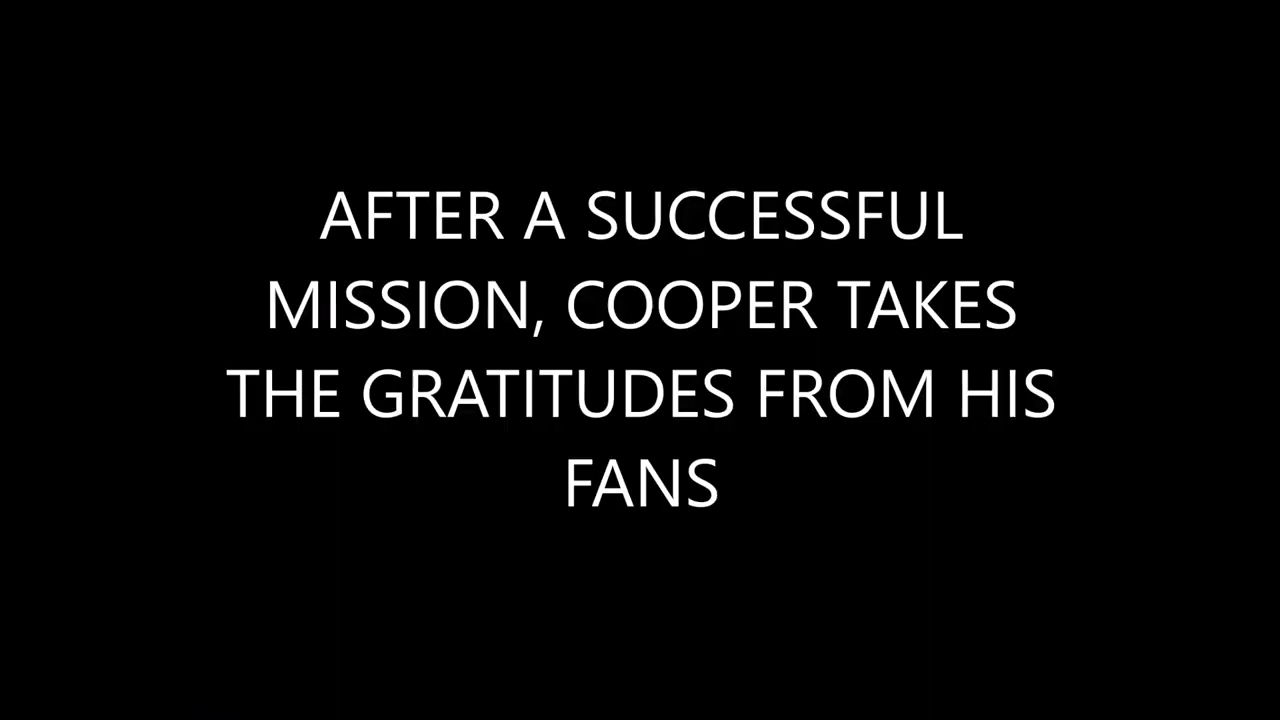 AFTER A SUCCESSFUL
MISSION, COOPER TAKES
THE GRATITUDES FROM HIS
FANS